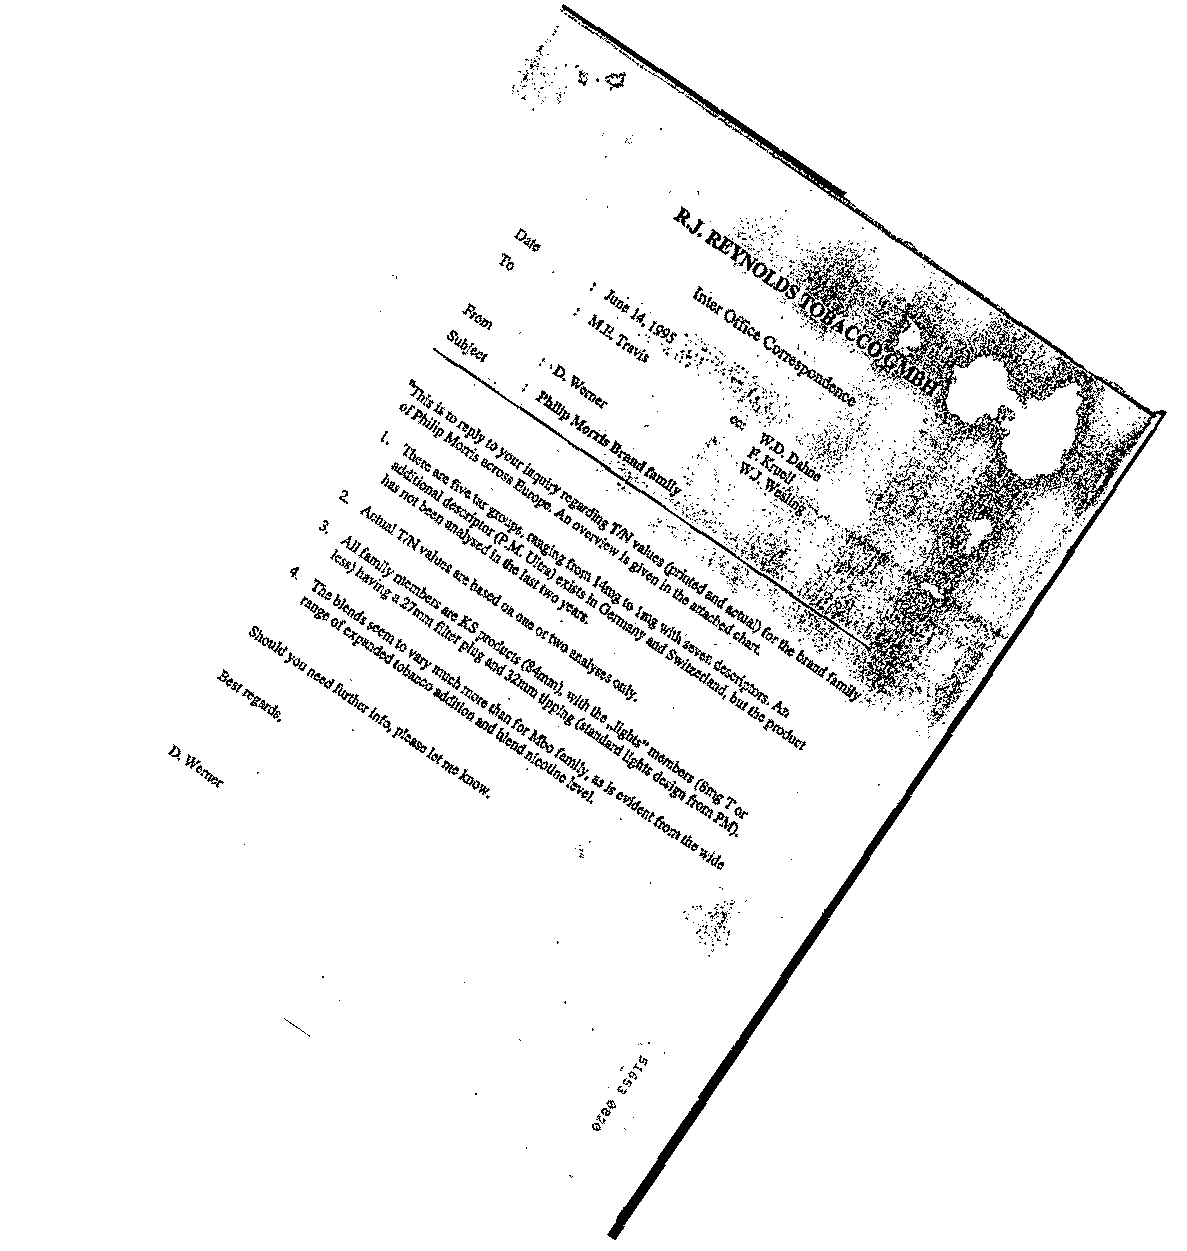 R.J. REYNOLDS TOBACCO GMBH
Inter Office Correspondence
Date : June 14, 1995
To : M.E. Travis
cc: W.D. Dahne
F. Kruell
W.J. Wesling
From : D. Werner
Subject : Philip Morris Brand family
"This is to reply to your inquiry regarding T/N values (printed and actual) for the brand family
of Philip Morris across Europe. An overview is given in the attached chart.
1. There are five tar groups, ranging from 14mg to 1mg with seven descriptors. An
additional descriptor (P.M. Ultra) exists in Germany and Switzerland, but the product
has not been analysed in the last two years.
2. Actual T/N values are based on one or two analyses only.
3. All family members are KS products (84mm), with the „lights“ members (8mg T or
less) having a 27mm filter plug and 32mm tipping (standard lights design from PM).
4. The blends seem to vary much more than for Mbo family, as is evident from the wide
range of expanded tobacco addition and blend nicotine level.
Should you need further info, please let me know.
Best regards,
D. Werner
51653 0820